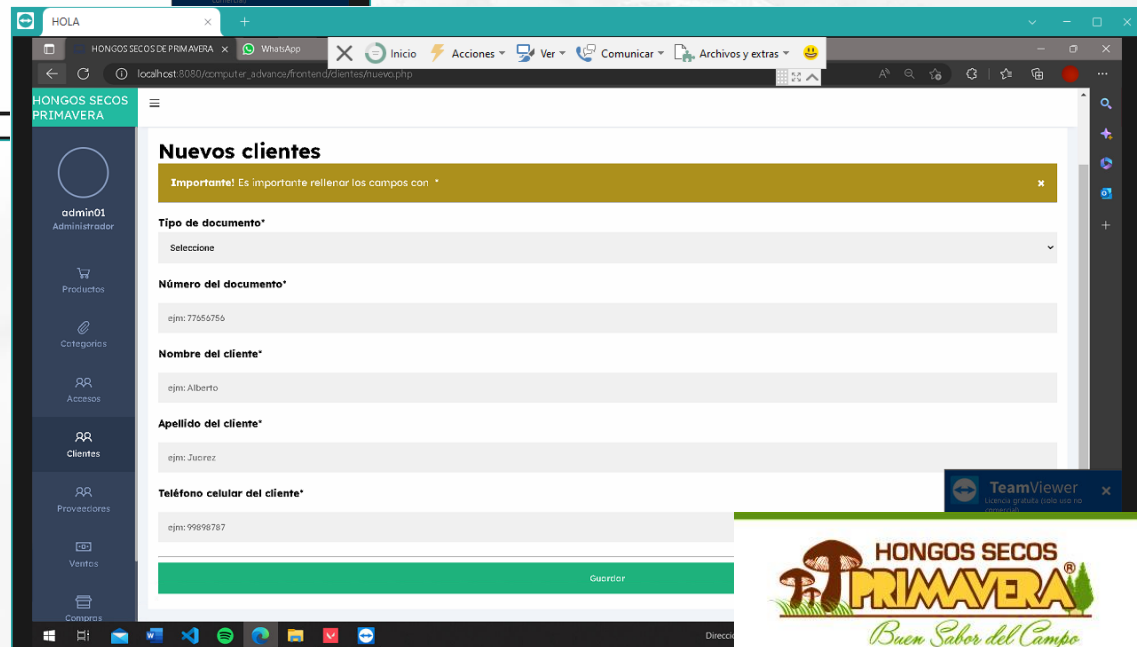 comercial)
HOLA
HONGOS SECOS DE PRIMAVERA
WhatsApp
Inicio
Acciones
Ver
Comunicar
Archivos y extras
localhost:8080/computer_advance/frontend/clientes/nuevo.php
HONGOS SECOS
PRIMAVERA
Nuevos clientes
Importante! Es importante rellenar los campos con *
admin01
Administrador
Tipo de documento*
Seleccione
Productos
Número del documento*
ejm: 77656756
Categorias
Nombre del cliente*
ejm: Alberto
Accesos
Apellido del cliente*
Clientes
ejm: Juarez
Proveedores
Teléfono celular del cliente*
TeamViewer
Licencia gratuita (solo uso no
comercial)
ejm: 99898787
Ventas
Guardar
Compras
Direcció
HONGOS SECOS
PRIMAVERA®
Buen Sabor del Campo